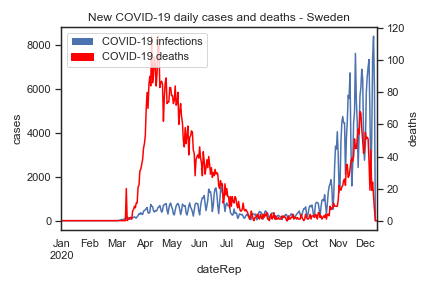 New COVID-19 daily cases and deaths - Sweden
COVID-19 infections
COVID-19 deaths
8000
6000
4000
2000
0
cases
120
100
80
60
40
20
0
deaths
Jan Feb Mar Apr May Jun Jul Aug Sep Oct Nov Dec
2020
dateRep